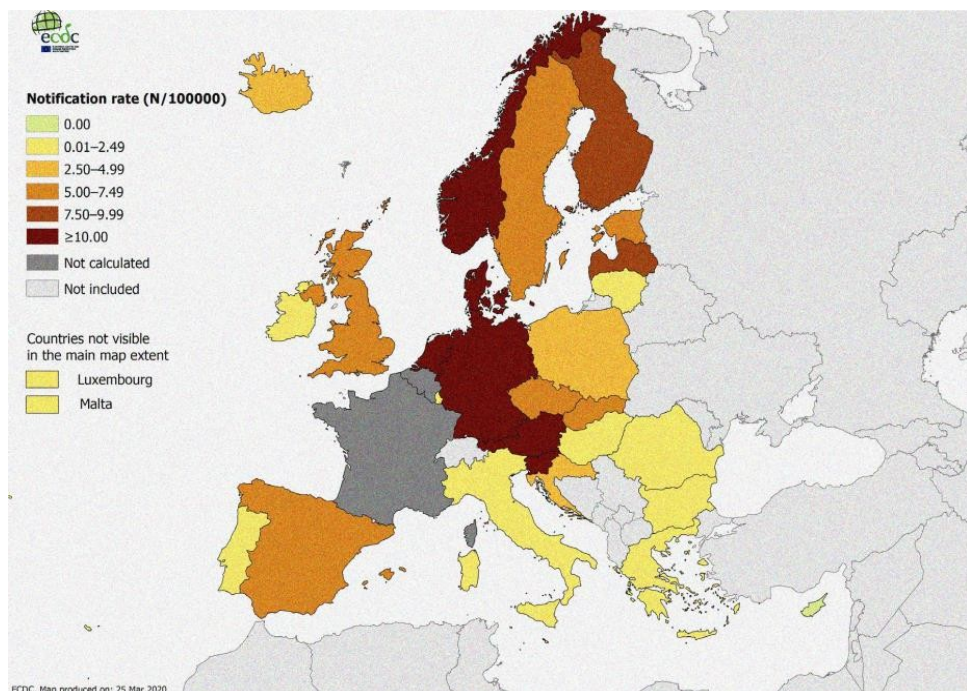 ecdc
Notification rate (N/100000)
0.00
0.01–2.49
2.50–4.99
5.00–7.49
7.50–9.99
≥10.00
Not calculated
Not included
Countries not visible
in the main map extent
Luxembourg
Malta
ECDC. Map produced on: 25 Mar 2020